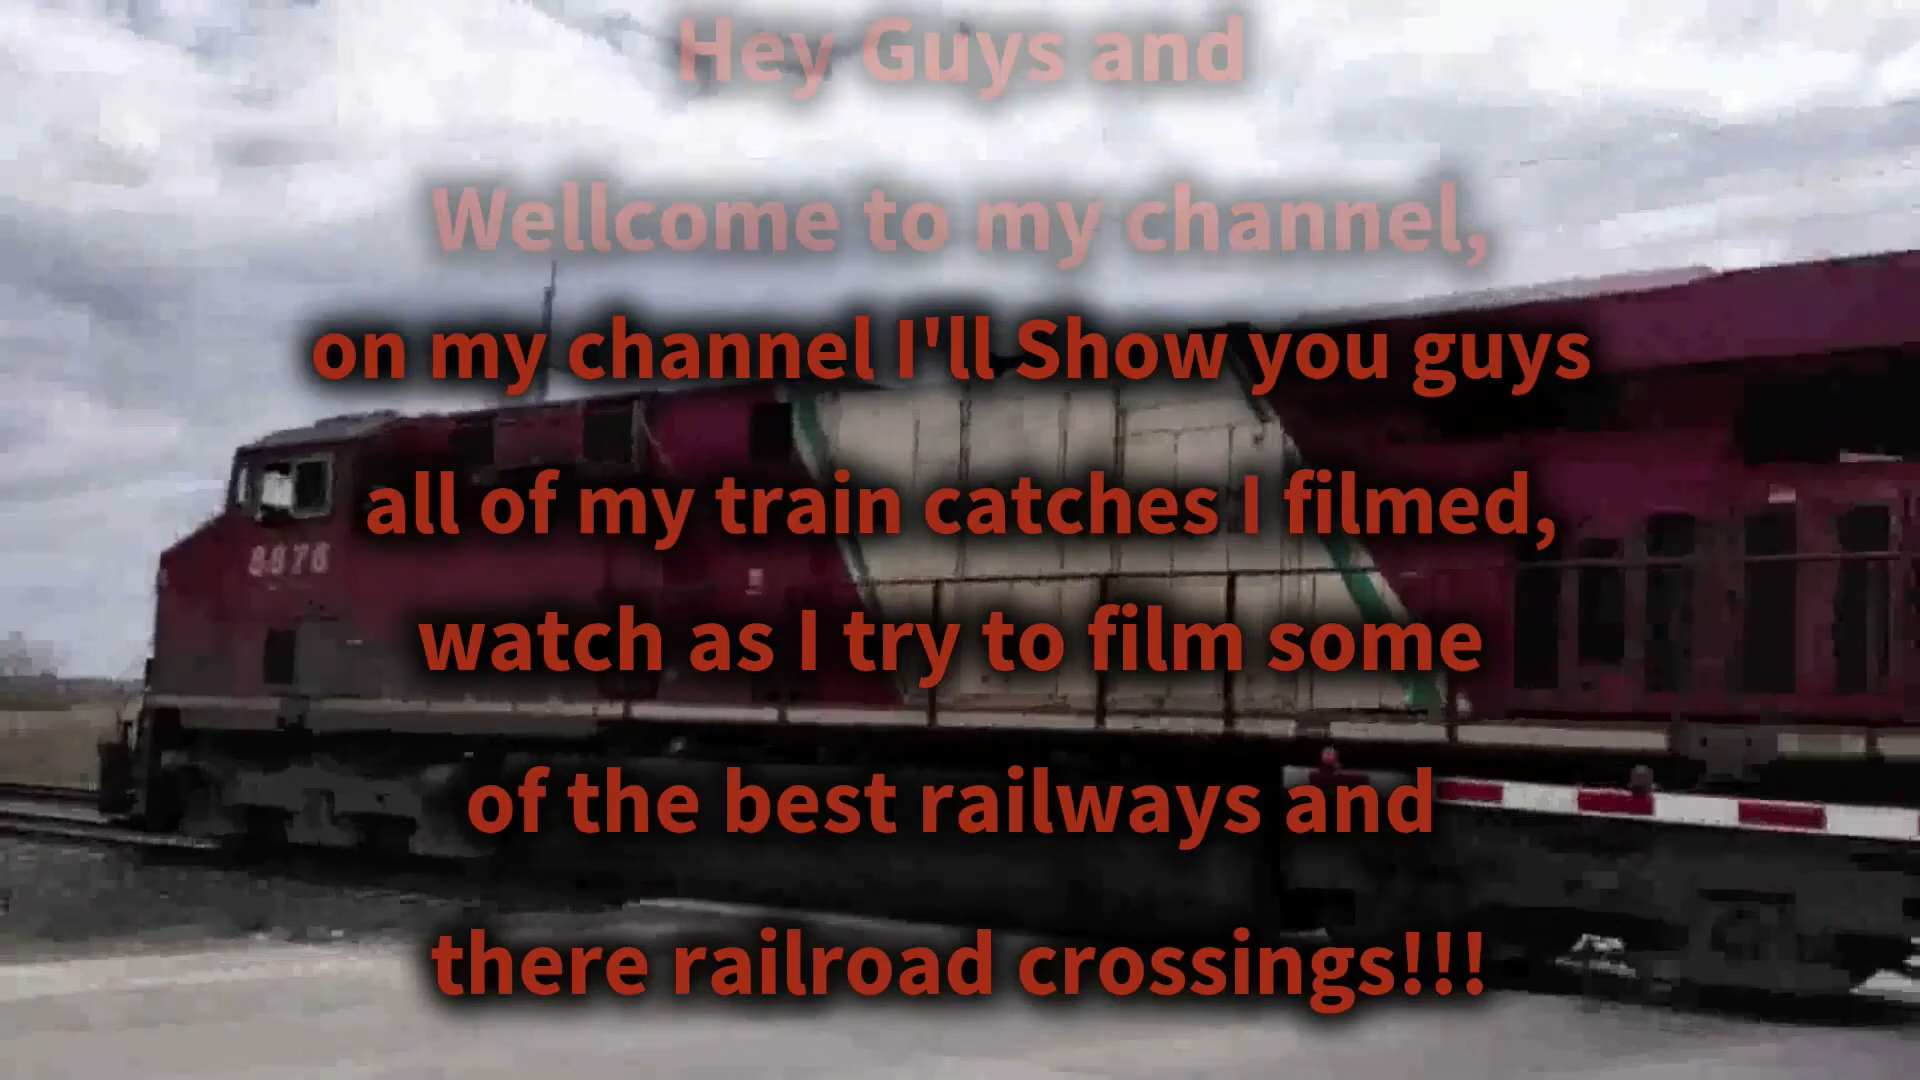 Hey Guys and
Wellcome to my channel,
on my channel I'll Show you guys
all of my train catches I filmed,
watch as I try to film some
of the best railways and
there railroad crossings!!!